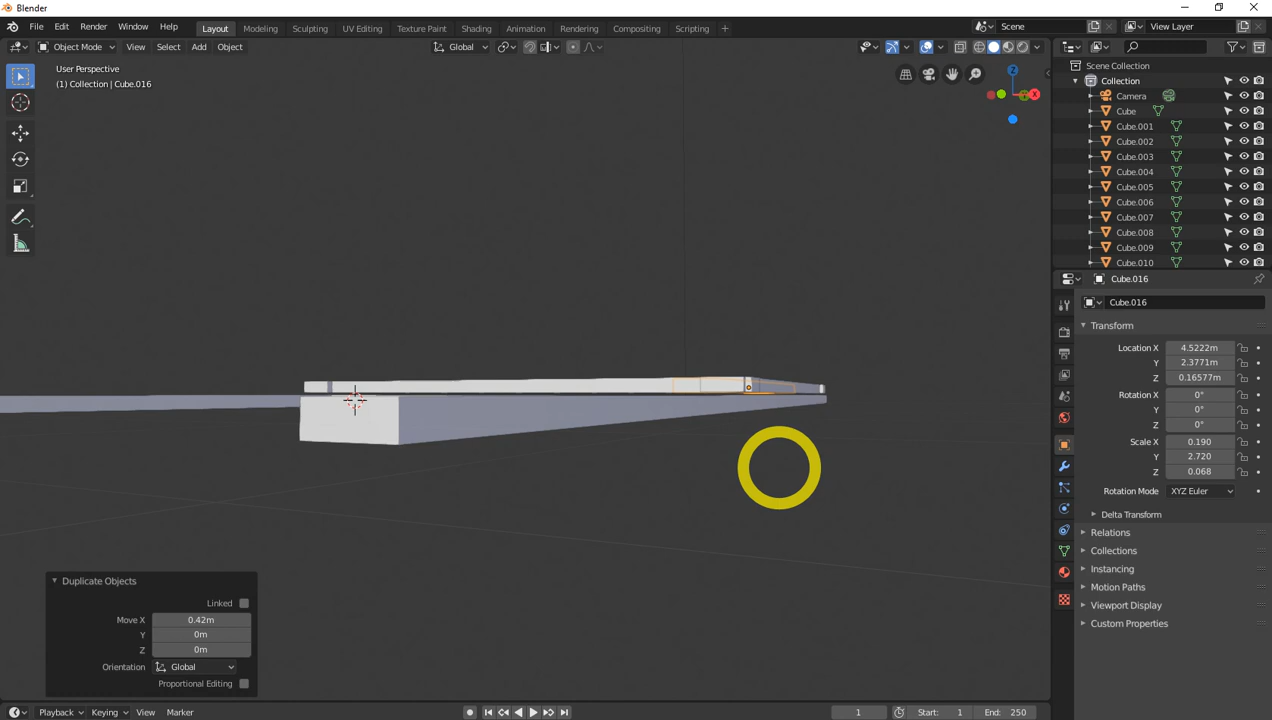 Blender
File Edit Render Window Help
Layout Modeling Sculpting UV Editing Texture Paint Shading Animation Rendering Compositing Scripting +
Scene
View Layer
Object Mode View Select Add Object
Global
User Perspective
(1) Collection | Cube.016
Z
X
Scene Collection
Collection
Camera
Cube
Cube.001
Cube.002
Cube.003
Cube.004
Cube.005
Cube.006
Cube.007
Cube.008
Cube.009
Cube.010
Cube.016
Cube.016
Transform
Location X 4.5222m
Y 2.3771m
Z 0.16577m
Rotation X 0°
Y 0°
Z 0°
Scale X 0.190
Y 2.720
Z 0.068
Rotation Mode XYZ Euler
Delta Transform
Relations
Collections
Instancing
Motion Paths
Viewport Display
Custom Properties
Duplicate Objects
Linked
Move X 0.42m
Y 0m
Z 0m
Orientation Global
Proportional Editing
Playback Keying View Marker
1
Start: 1
End: 250